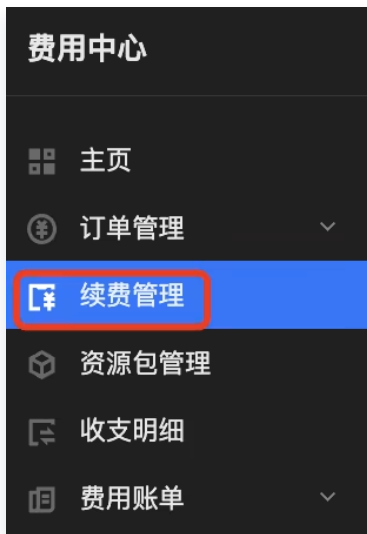 费用中心
主页
订单管理
续费管理
资源包管理
收支明细
费用账单